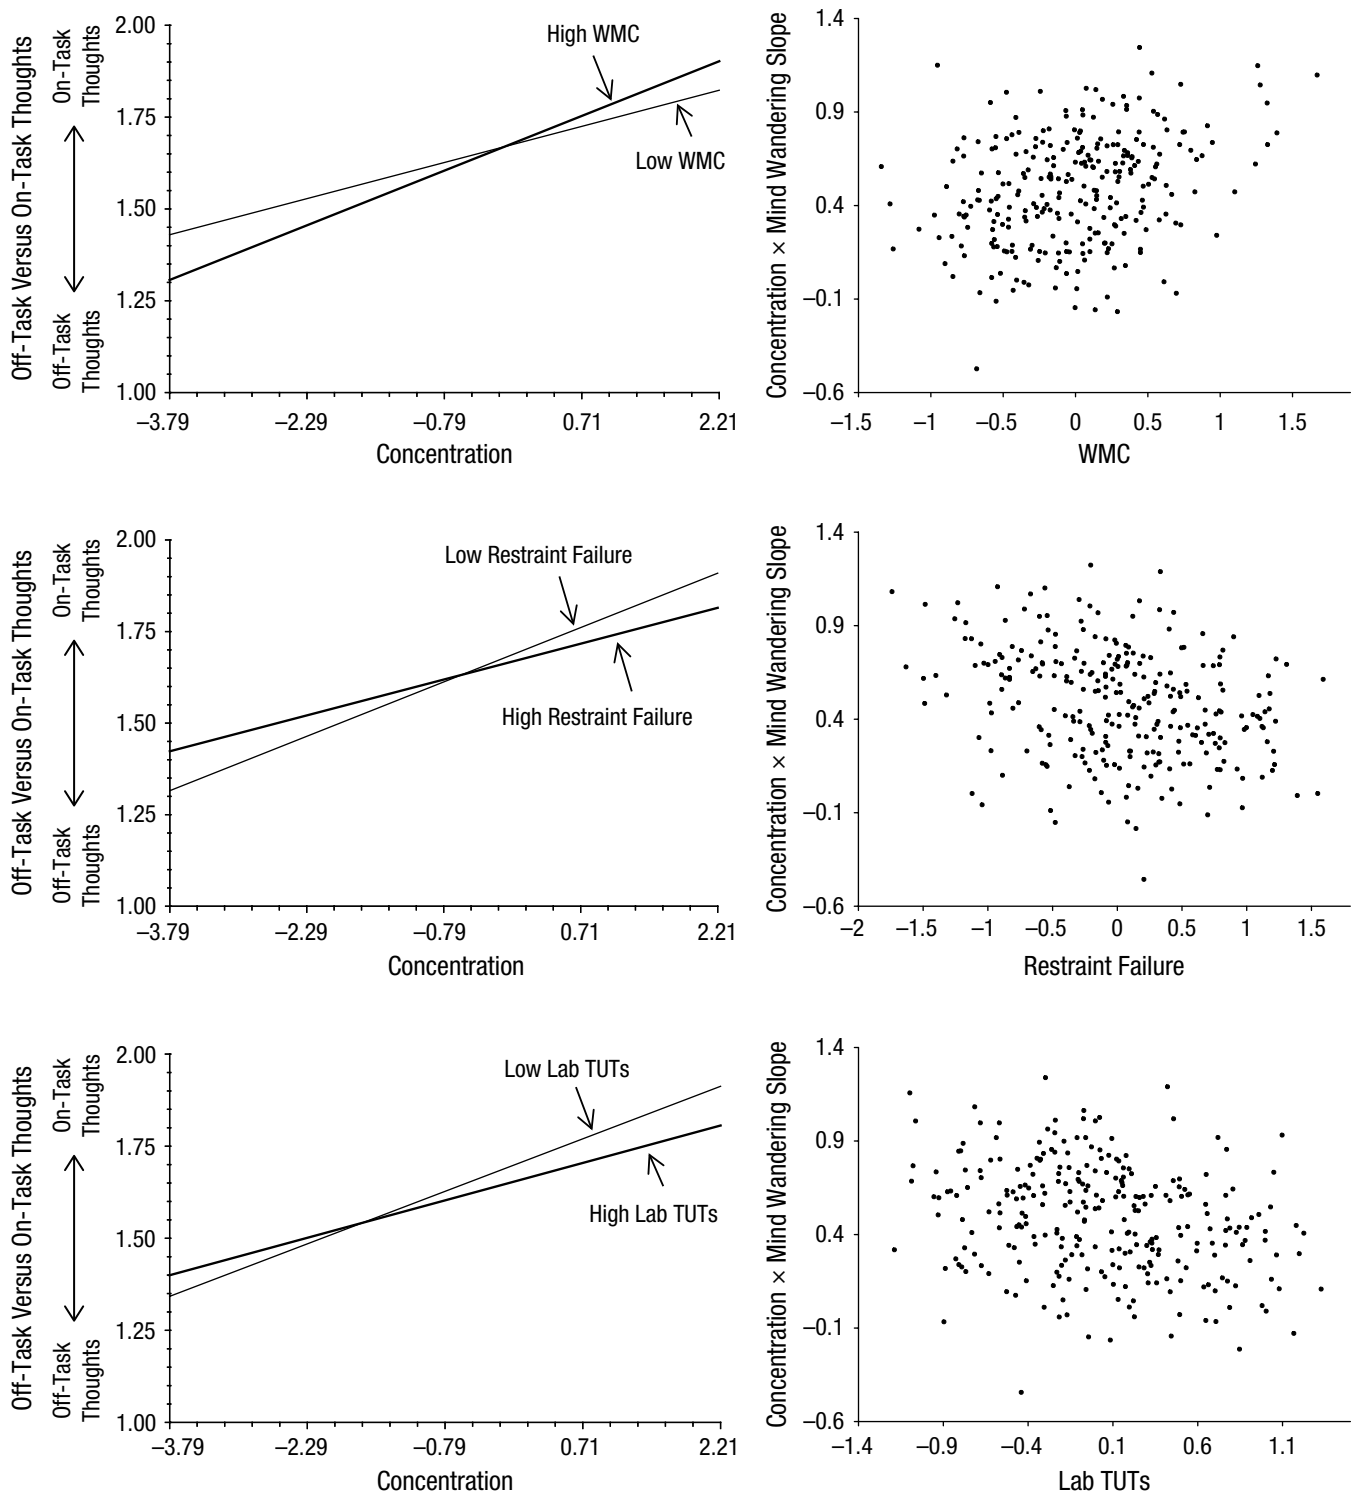 Off-Task Versus On-Task Thoughts
Off-Task
Thoughts
On-Task
Thoughts
2.00
1.75
1.50
1.25
1.00
High WMC
Low WMC
–3.79
–2.29
–0.79
0.71
2.21
Concentration
Concentration × Mind Wandering Slope
1.4
0.9
0.4
–0.1
–0.6
–1.5
–1
–0.5
0
0.5
1
1.5
WMC
Off-Task Versus On-Task Thoughts
Off-Task
Thoughts
On-Task
Thoughts
2.00
1.75
1.50
1.25
1.00
Low Restraint Failure
High Restraint Failure
–3.79
–2.29
–0.79
0.71
2.21
Concentration
Concentration × Mind Wandering Slope
1.4
0.9
0.4
–0.1
–0.6
–2
–1.5
–1
–0.5
0
0.5
1
1.5
Restraint Failure
Off-Task Versus On-Task Thoughts
Off-Task
Thoughts
On-Task
Thoughts
2.00
1.75
1.50
1.25
1.00
Low Lab TUTs
High Lab TUTs
–3.79
–2.29
–0.79
0.71
2.21
Concentration
Concentration × Mind Wandering Slope
1.4
0.9
0.4
–0.1
–0.6
–1.4
–0.9
–0.4
0.1
0.6
1.1
Lab TUTs